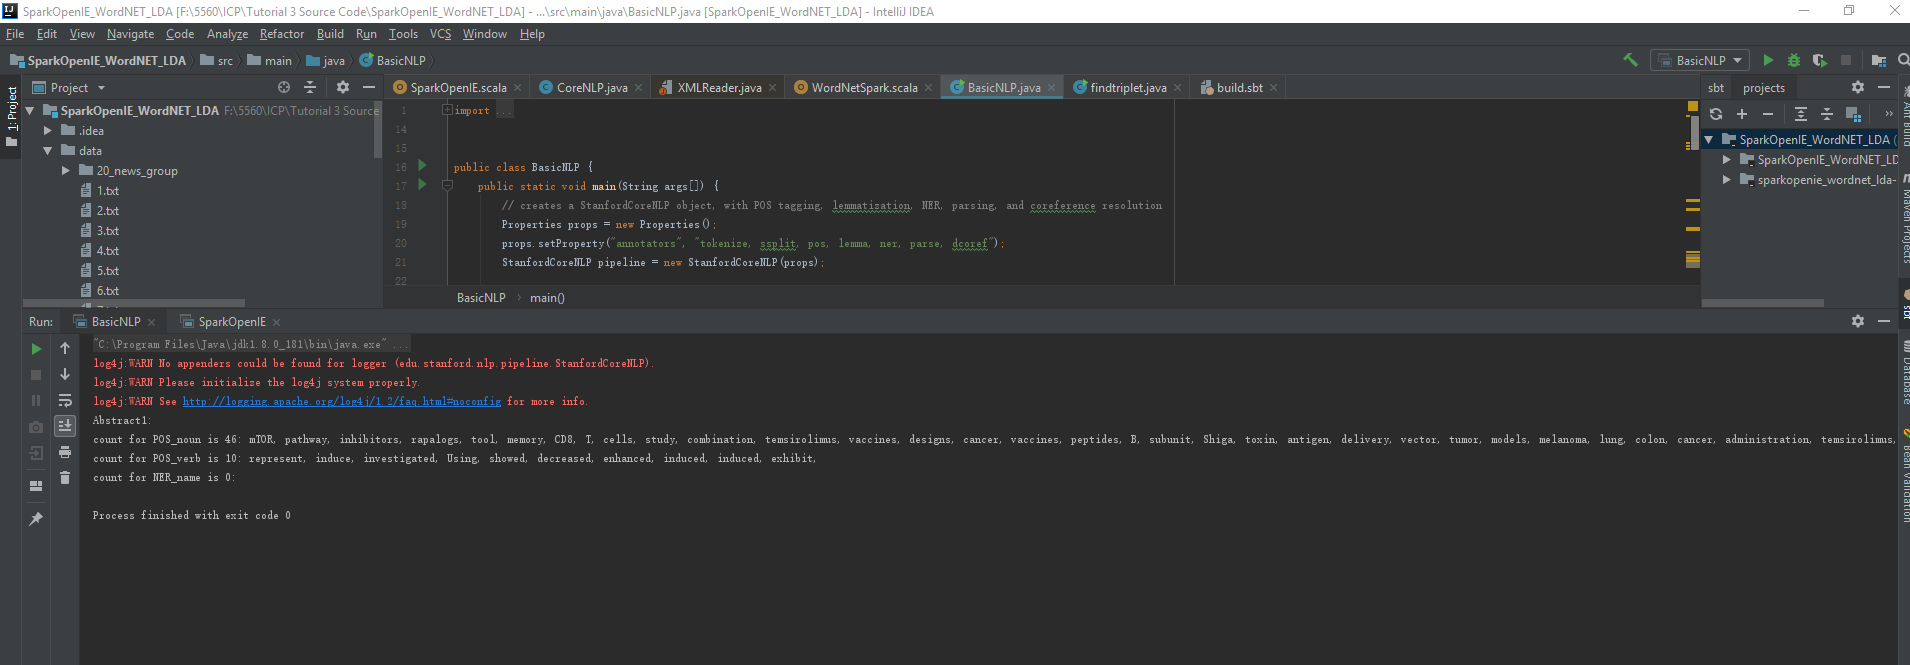 SparkOpenIE_WordNET_LDA [F:\5560\ICP\Tutorial 3 Source Code\SparkOpenIE_WordNET_LDA] - ...\src\main\java\BasicNLP.java [SparkOpenIE_WordNET_LDA] - IntelliJ IDEA
File Edit View Navigate Code Analyze Refactor Build Run Tools VCS Window Help
SparkOpenIE_WordNET_LDA src main java BasicNLP
BasicNLP
Project
SparkOpenIE.scala CoreNLP.java XMLReader.java WordNetSpark.scala BasicNLP.java findtriplet.java build.sbt
sbt projects
1: Project
SparkOpenIE_WordNET_LDA F:\5560\ICP\Tutorial 3 Source
.idea
data
20_news_group
1.txt
2.txt
3.txt
4.txt
5.txt
6.txt
1 import ...
14
15
16 public class BasicNLP {
17 public static void main(String args[]) {
18 // creates a StanfordCoreNLP object, with POS tagging, lemmatization, NER, parsing, and coreference resolution
19 Properties props = new Properties();
20 props.setProperty("annotators", "tokenize, ssplit, pos, lemma, ner, parse, dcoref");
21 StanfordCoreNLP pipeline = new StanfordCoreNLP(props);
22
BasicNLP main()
SparkOpenIE_WordNET_LDA (
SparkOpenIE_WordNET_LD
sparkopenie_wordnet_lda-
Ant Build
Maven Projects
sbt
Database
Bean Validation
Run: BasicNLP SparkOpenIE
"C:\Program Files\Java\jdk1.8.0_181\bin\java.exe" ...
log4j:WARN No appenders could be found for logger (edu.stanford.nlp.pipeline.StanfordCoreNLP).
log4j:WARN Please initialize the log4j system properly.
log4j:WARN See http://logging.apache.org/log4j/1.2/faq.html#noconfig for more info.
Abstract1:
count for POS_noun is 46: mTOR, pathway, inhibitors, rapalogs, tool, memory, CD8, T, cells, study, combination, temsirolimus, vaccines, designs, cancer, vaccines, peptides, B, subunit, Shiga, toxin, antigen, delivery, vector, tumor, models, melanoma, lung, colon, cancer, administration, temsirolimus,
count for POS_verb is 10: represent, induce, investigated, Using, showed, decreased, enhanced, induced, induced, exhibit,
count for NER_name is 0:
Process finished with exit code 0